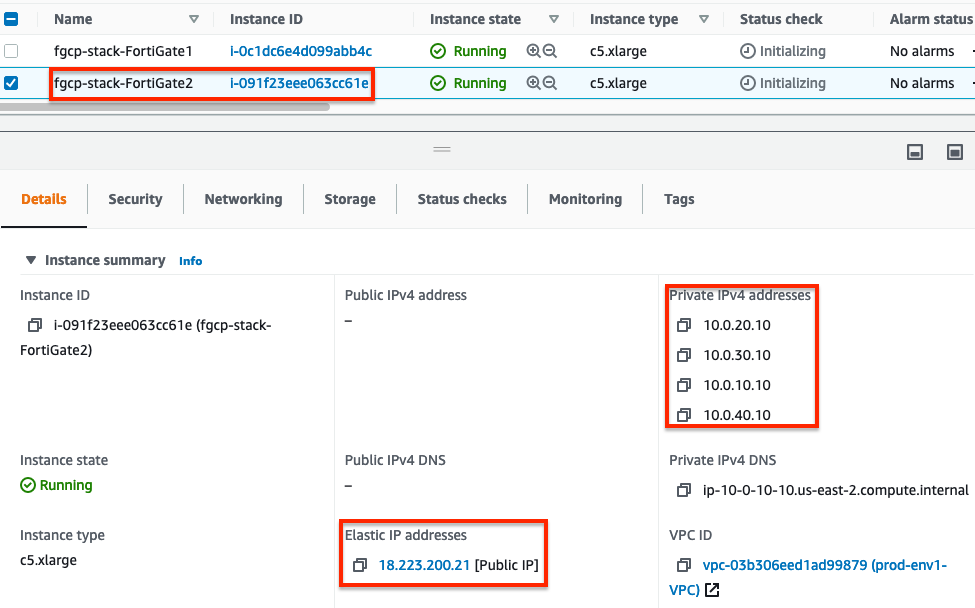 Name Instance ID Instance state Instance type Status check Alarm status
fgcp-stack-FortiGate1 i-0c1dc6e4d099abb4c Running c5.xlarge Initializing No alarms
fgcp-stack-FortiGate2 i-091f23eee063cc61e Running c5.xlarge Initializing No alarms
Details Security Networking Storage Status checks Monitoring Tags
Instance summary Info
Instance ID
i-091f23eee063cc61e (fgcp-stack-
FortiGate2)
Public IPv4 address
–
Private IPv4 addresses
10.0.20.10
10.0.30.10
10.0.10.10
10.0.40.10
Instance state
Running
Public IPv4 DNS
–
Private IPv4 DNS
ip-10-0-10-10.us-east-2.compute.internal
Instance type
c5.xlarge
Elastic IP addresses
18.223.200.21 [Public IP]
VPC ID
vpc-03b306eed1ad99879 (prod-env1-
VPC)